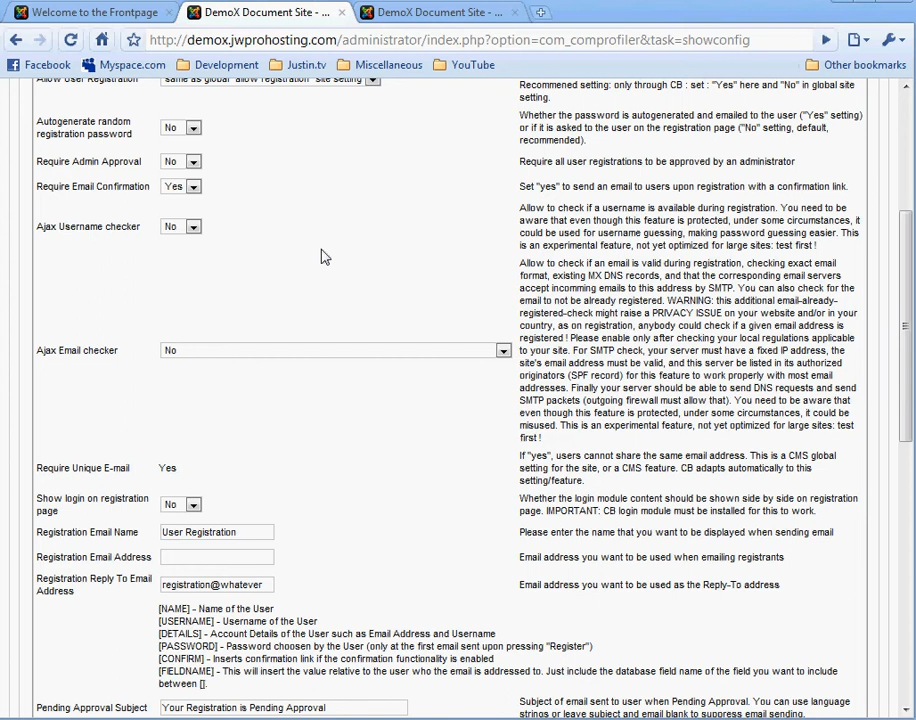 Welcome to the Frontpage
DemoX Document Site - ...
DemoX Document Site - ...
http://demox.jwprohosting.com/administrator/index.php?option=com_comprofiler&task=showconfig
Facebook
Myspace.com
Development
Justin.tv
Miscellaneous
YouTube
Other bookmarks
Allow User Registration
same as global "allow registration" site setting
Recommened setting: only through CB : set : "Yes" here and "No" in global site
setting.
Autogenerate random
registration password
No
Whether the password is autogenerated and emailed to the user ("Yes" setting)
or if it is asked to the user on the registration page ("No" setting, default,
recommended).
Require Admin Approval
No
Require all user registrations to be approved by an administrator
Require Email Confirmation
Yes
Set "yes" to send an email to users upon registration with a confirmation link.
Ajax Username checker
No
Allow to check if a username is available during registration. You need to be
aware that even though this feature is protected, under some circumstances, it
could be used for username guessing, making password guessing easier. This
is an experimental feature, not yet optimized for large sites: test first !
Ajax Email checker
No
Allow to check if an email is valid during registration, checking exact email
format, existing MX DNS records, and that the corresponding email servers
accept incomming emails to this address by SMTP. You can also check for the
email to not be already registered. WARNING: this additional email-already-
registered-check might raise a PRIVACY ISSUE on your website and/or in your
country, as on registration, anybody could check if a given email address is
registered ! Please enable only after checking your local regulations applicable
to your site. For SMTP check, your server must have a fixed IP address, the
site's email address must be valid, and this server be listed in its authorized
originators (SPF record) for this feature to work properly with most email
addresses. Finally your server should be able to send DNS requests and send
SMTP packets (outgoing firewall must allow that). You need to be aware that
even though this feature is protected, under some circumstances, it could be
misused. This is an experimental feature, not yet optimized for large sites: test
first !
Require Unique E-mail
Yes
If "yes", users cannot share the same email address. This is a CMS global
setting for the site, or a CMS feature. CB adapts automatically to this
setting/feature.
Show login on registration
page
No
Whether the login module content should be shown side by side on registration
page. IMPORTANT: CB login module must be installed for this to work.
Registration Email Name
User Registration
Please enter the name that you want to be displayed when sending email
Registration Email Address
Email address you want to be used when emailing registrants
Registration Reply To Email
Address
registration@whatever
Email address you want to be used as the Reply-To address
[NAME] - Name of the User
[USERNAME] - Username of the User
[DETAILS] - Account Details of the User such as Email Address and Username
[PASSWORD] - Password choosen by the User (only at the first email sent upon pressing "Register")
[CONFIRM] - Inserts confirmation link if the confirmation functionality is enabled
[FIELDNAME] - This will insert the value relative to the user who the email is addressed to. Just include the database field name of the field you want to include
between [].
Pending Approval Subject
Your Registration is Pending Approval
Subject of email sent to user when Pending Approval. You can use language
strings or leave subject and email blank to suppress email sending.